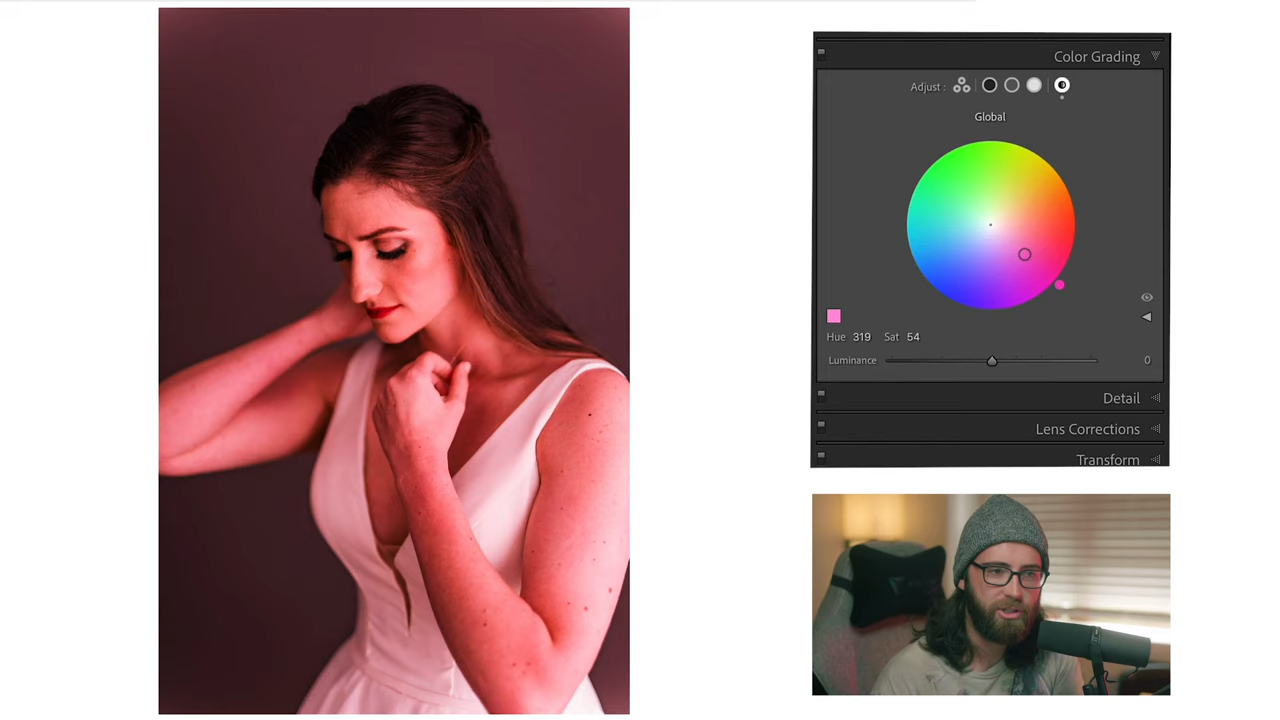 Color Grading
Adjust :
Global
Hue 319 Sat 54
Luminance 0
Detail
Lens Corrections
Transform